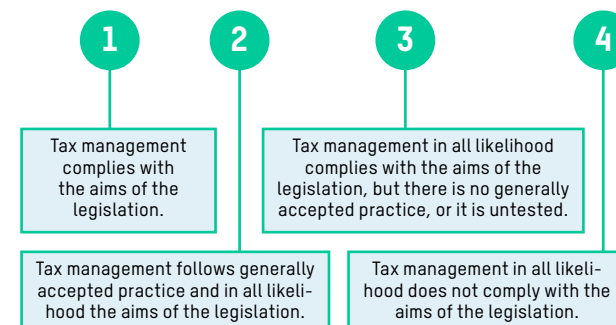 1
2
3
4
Tax management
complies with
the aims of the
legislation.
Tax management in all likelihood
complies with the aims of the
legislation, but there is no generally
accepted practice, or it is untested.
Tax management follows generally
accepted practice and in all likeli-
hood the aims of the legislation.
Tax management in all likeli-
hood does not comply with the
aims of the legislation.